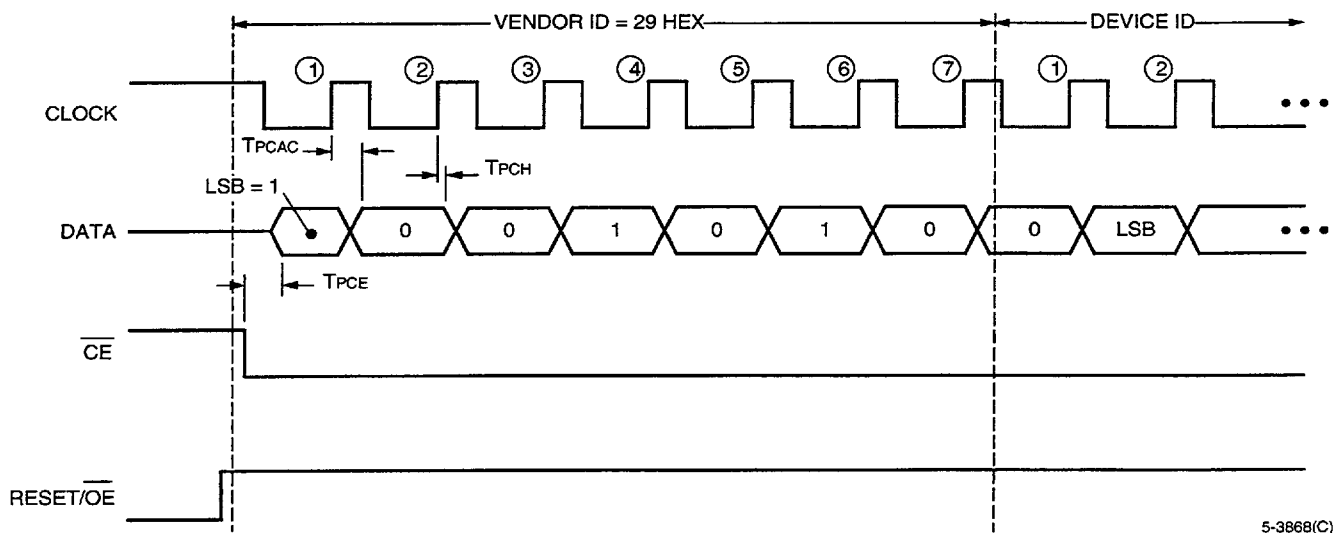 VENDOR ID = 29 HEX DEVICE ID
1 2 3 4 5 6 7 1 2
CLOCK
TPCAC
TPCH
LSB = 1
DATA 0 0 1 0 1 0 0 LSB
TPCE
CE
RESET/OE
5-3868(C)